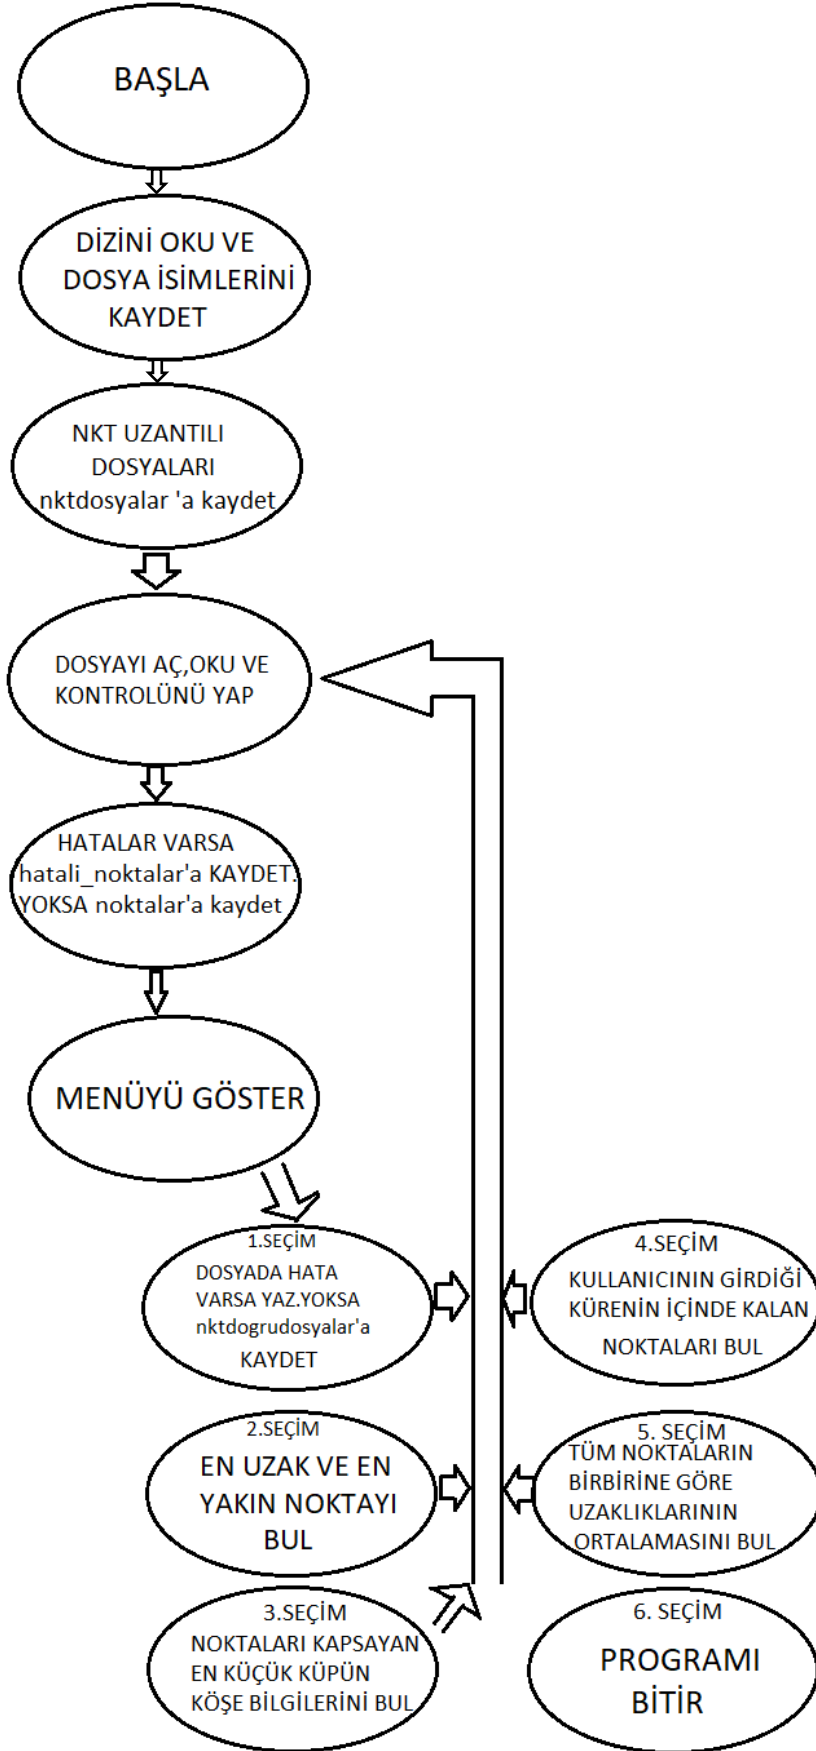 BAŞLA
DİZİNİ OKU VE
DOSYA İSİMLERİNİ
KAYDET
NKT UZANTILI
DOSYALARI
nktdosyalar 'a kaydet
DOSYAYI AÇ,OKU VE
KONTROLÜNÜ YAP
HATALAR VARSA
hatali_noktalar'a KAYDET.
YOKSA noktalar'a kaydet
MENÜYÜ GÖSTER
1.SEÇİM
DOSYADA HATA
VARSA YAZ.YOKSA
nktdogrudosyalar'a
KAYDET
2.SEÇİM
EN UZAK VE EN
YAKIN NOKTAYI
BUL
3.SEÇİM
NOKTALARI KAPSAYAN
EN KÜÇÜK KÜPÜN
KÖŞE BİLGİLERİNİ BUL
4.SEÇİM
KULLANICININ GİRDİĞİ
KÜRENİN İÇİNDE KALAN
NOKTALARI BUL
5. SEÇİM
TÜM NOKTALARIN
BİRBİRİNE GÖRE
UZAKLIKLARININ
ORTALAMASINI BUL
6. SEÇİM
PROGRAMI
BİTİR